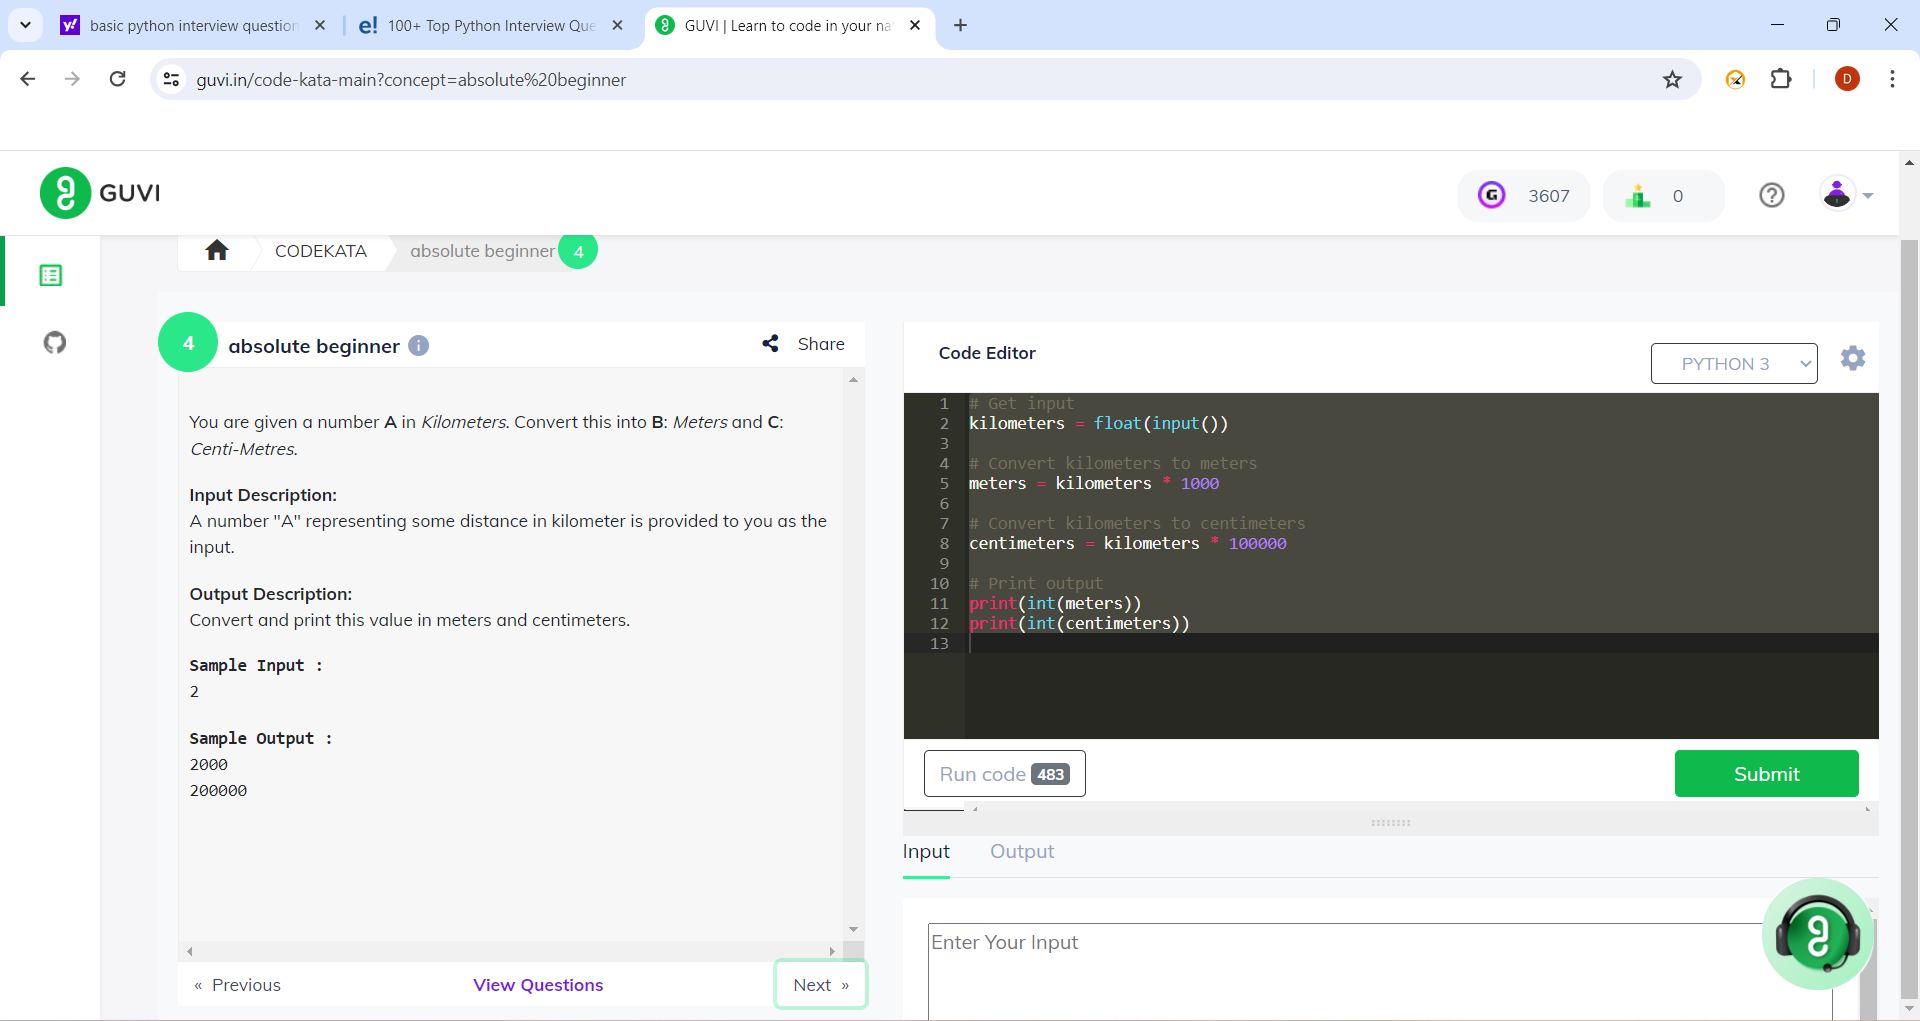 basic python interview question
100+ Top Python Interview Que
GUVI | Learn to code in your na
guvi.in/code-kata-main?concept=absolute%20beginner
D
GUVI
G 3607
0
CODEKATA
absolute beginner 4
4 absolute beginner
Share
You are given a number A in Kilometers. Convert this into B: Meters and C:
Centi-Metres.
Input Description:
A number "A" representing some distance in kilometer is provided to you as the
input.
Output Description:
Convert and print this value in meters and centimeters.
Sample Input :
2
Sample Output :
2000
200000
« Previous
View Questions
Next »
Code Editor
PYTHON 3
1 # Get input
2 kilometers = float(input())
3
4 # Convert kilometers to meters
5 meters = kilometers * 1000
6
7 # Convert kilometers to centimeters
8 centimeters = kilometers * 100000
9
10 # Print output
11 print(int(meters))
12 print(int(centimeters))
13
Run code 483
Submit
Input
Output
Enter Your Input